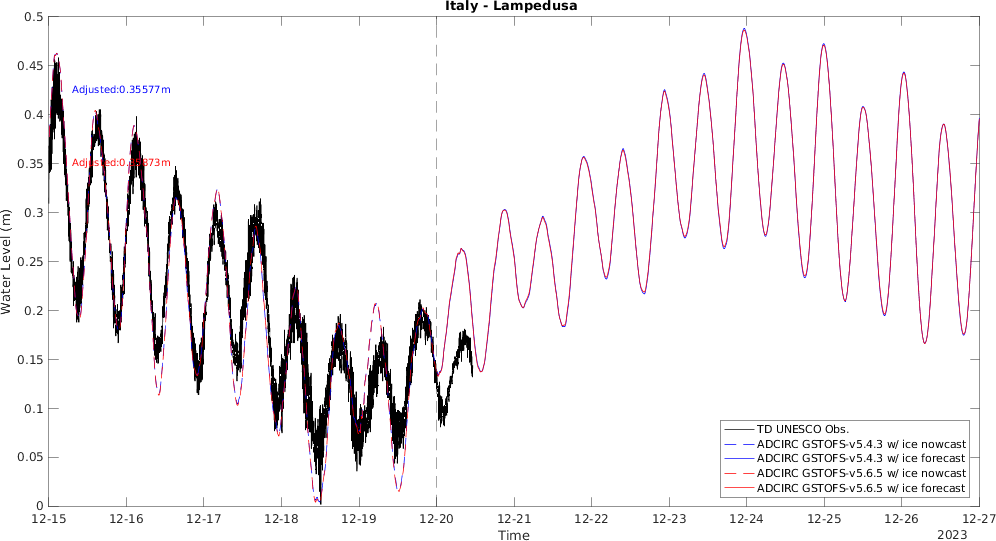 Italy - Lampedusa
Water Level (m)
0.5
0.45
0.4
0.35
0.3
0.25
0.2
0.15
0.1
0.05
0
Adjusted:0.35577m
12-15
12-16
12-17
12-18
12-19
12-20
12-21
12-22
12-23
12-24
12-25
12-26
12-27
Time
2023
TD UNESCO Obs.
ADCIRC GSTOFS-v5.4.3 w/ ice nowcast
ADCIRC GSTOFS-v5.4.3 w/ ice forecast
ADCIRC GSTOFS-v5.6.5 w/ ice nowcast
ADCIRC GSTOFS-v5.6.5 w/ ice forecast